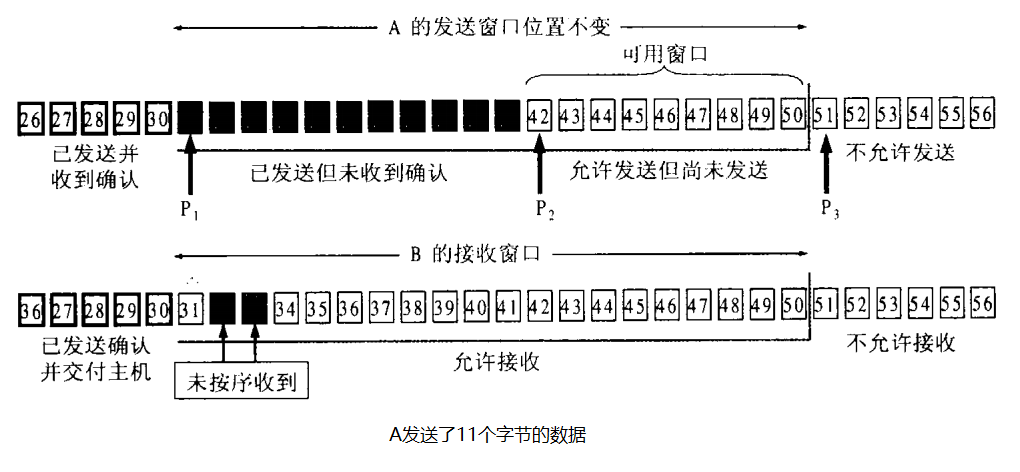 A 的发送窗口位置不变
可用窗口
26 27 28 29 30 42 43 44 45 46 47 48 49 50 51 52 53 54 55 56
已发送并
收到确认
已发送但未收到确认
允许发送但尚未发送
不允许发送
P1 P2 P3
B 的接收窗口
36 27 28 29 30 31 34 35 36 37 38 39 40 41 42 43 44 45 46 47 48 49 50 51 52 53 54 55 56
已发送确认
并交付主机
未按序收到
允许接收
不允许接收
A发送了11个字节的数据